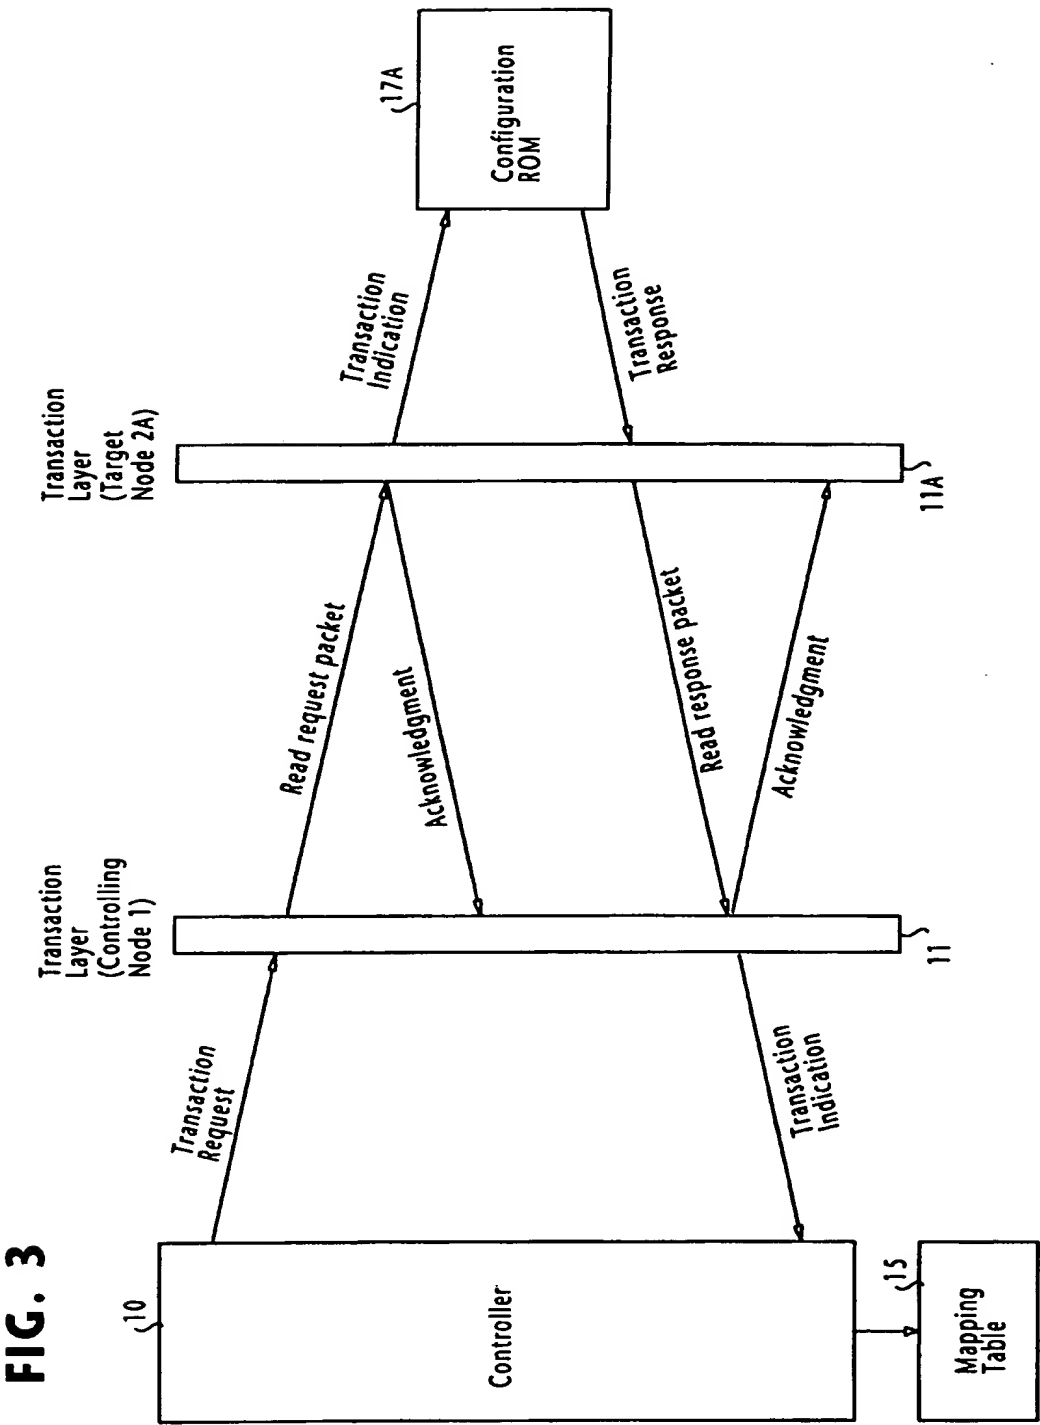 FIG. 3
10
Controller
15
Mapping
Table
Transaction
Request
Transaction
Indication
Transaction
Layer
(Controlling
Node 1)
11
Read request packet
Acknowledgment
Read response packet
Acknowledgment
Transaction
Layer
(Target
Node 2A)
11A
Transaction
Indication
Transaction
Response
17A
Configuration
ROM